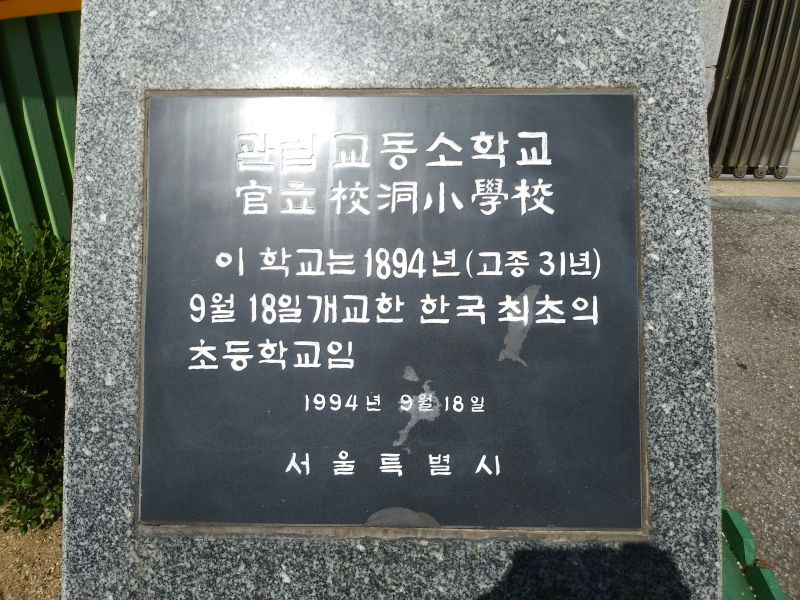 관립 교동소학교
官立 校洞小學校
이 학교는 1894년(고종 31년)
9월 18일 개교한 한국 최초의
초등학교임
1994년 9월 18일
서울특별시